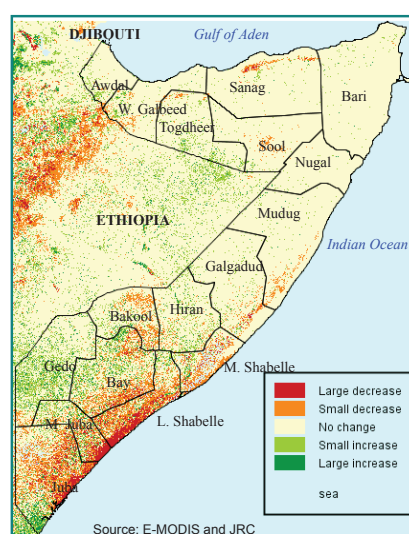 DJIBOUTI
Gulf of Aden
Awdal
Sanag
W. Galbeed
Bari
Togdheer
Sool
Nugal
ETHIOPIA
Mudug
Indian Ocean
Galgadud
Bakool
Hiran
Gedo
M. Shabelle
Bay
L. Shabelle
M. Juba
Juba
Large decrease
Small decrease
No change
Small increase
Large increase
sea
Source: E-MODIS and JRC